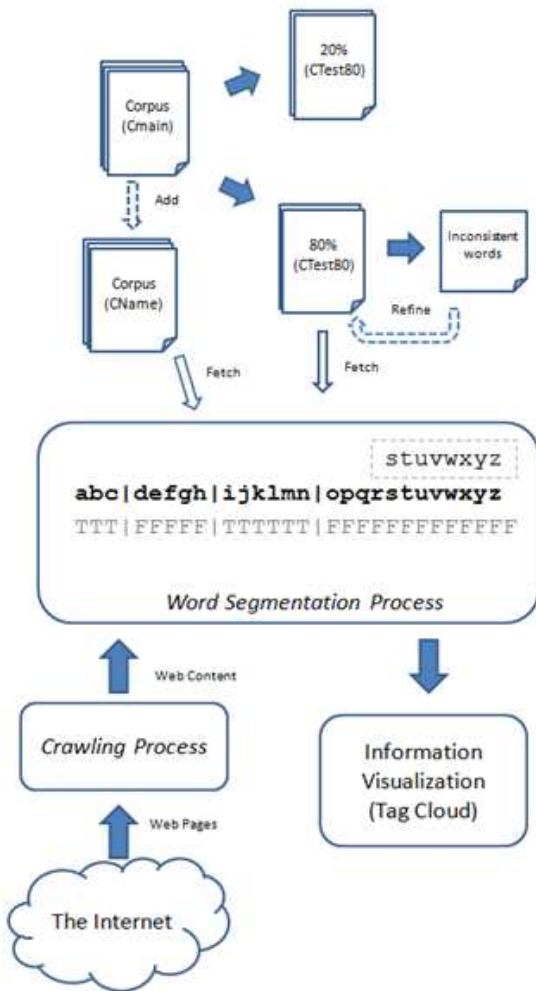 20%
(CTest80)
Corpus
(Cmain)
Add
80%
(CTest80)
Inconsistent
words
Corpus
(CName)
Refine
Fetch
Fetch
stuvwxyz
abc|defgh|ijklmn|opqrstuvwxyz
TTT|FFFFF|TTTTTT|FFFFFFFFFFFFF
Word Segmentation Process
Web Content
Crawling Process
Information
Visualization
(Tag Cloud)
Web Pages
The Internet